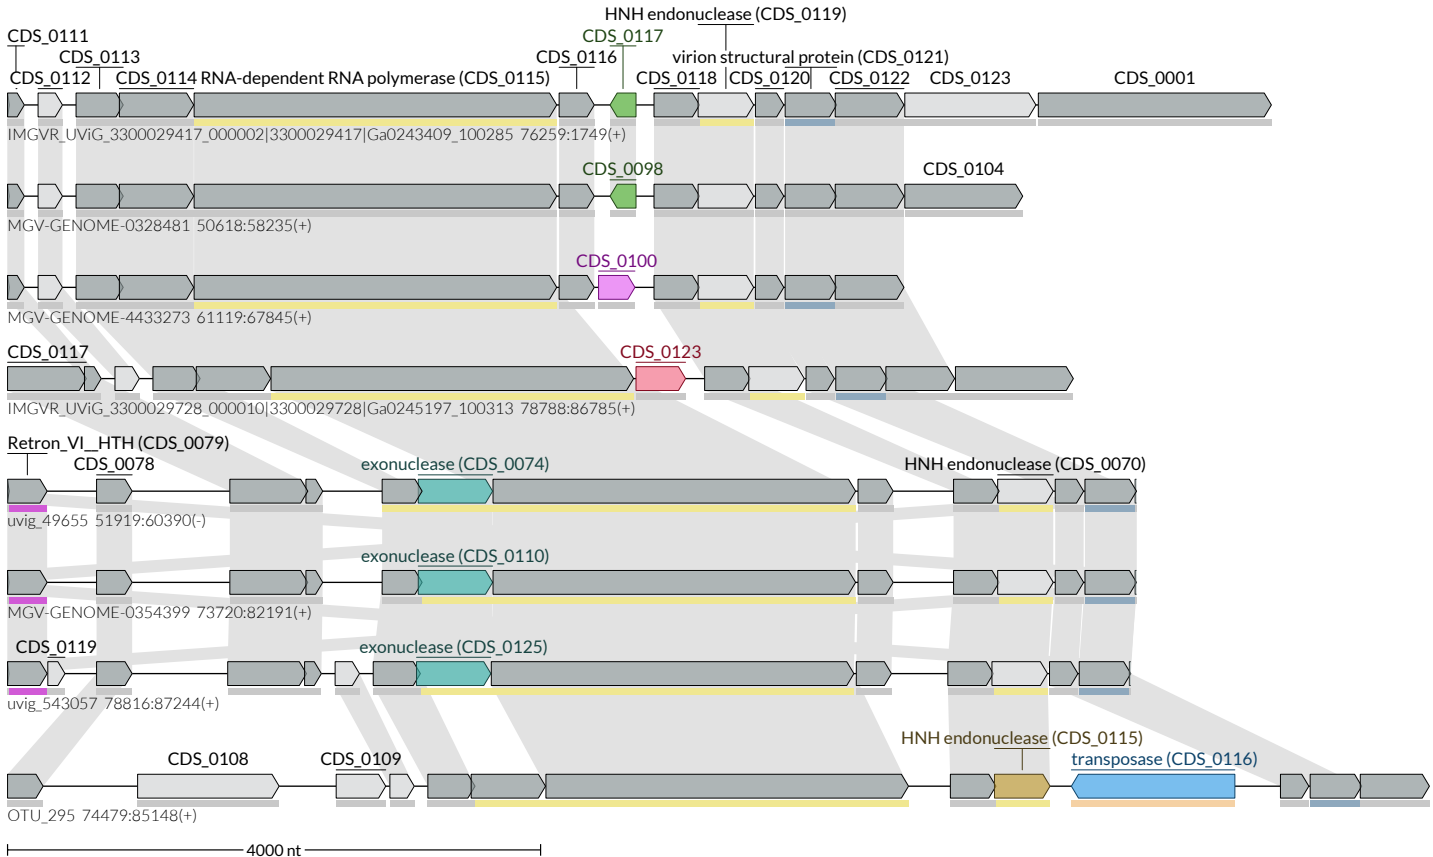 HNH endonuclease (CDS_0119)
CDS_0111 CDS_0117
CDS_0113 CDS_0116 virion structural protein (CDS_0121)
CDS_0112 CDS_0114 RNA-dependent RNA polymerase (CDS_0115) CDS_0118 CDS_0120 CDS_0122 CDS_0123 CDS_0001
IMGVR_UViG_3300029417_000002|3300029417|Ga0243409_100285 76259:1749(+)
CDS_0098 CDS_0104
MGV-GENOME-0328481 50618:58235(+)
CDS_0100
MGV-GENOME-4433273 61119:67845(+)
CDS_0117 CDS_0123
IMGVR_UViG_3300029728_000010|3300029728|Ga0245197_100313 78788:86785(+)
Retron_VI__HTH (CDS_0079)
CDS_0078 exonuclease (CDS_0074) HNH endonuclease (CDS_0070)
uvig_49655 51919:60390(-)
exonuclease (CDS_0110)
MGV-GENOME-0354399 73720:82191(+)
CDS_0119 exonuclease (CDS_0125)
uvig_543057 78816:87244(+)
HNH endonuclease (CDS_0115)
CDS_0108 CDS_0109 transposase (CDS_0116)
OTU_295 74479:85148(+)
4000 nt